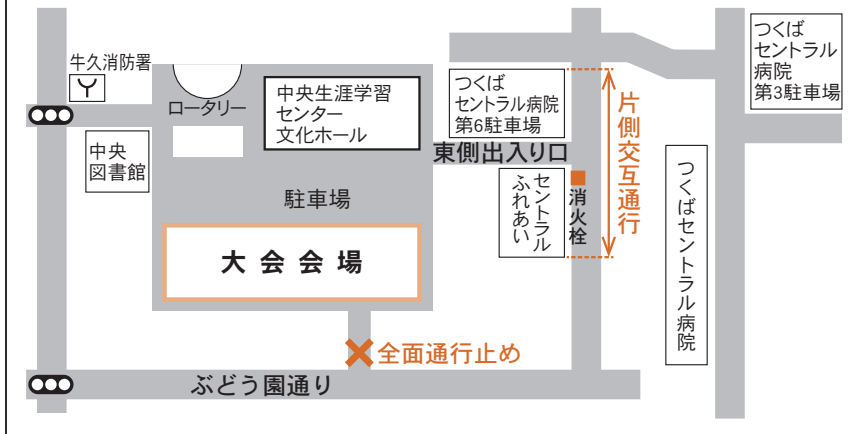 牛久消防署
ロータリー
中央生涯学習
センター
文化ホール
つくば
セントラル病院
第6駐車場
つくば
セントラル
病院
第3駐車場
片側交互通行
中央
図書館
東側出入り口
駐車場
セントラル
ふれあい
消火栓
つくばセントラル病院
大会会場
全面通行止め
ぶどう園通り